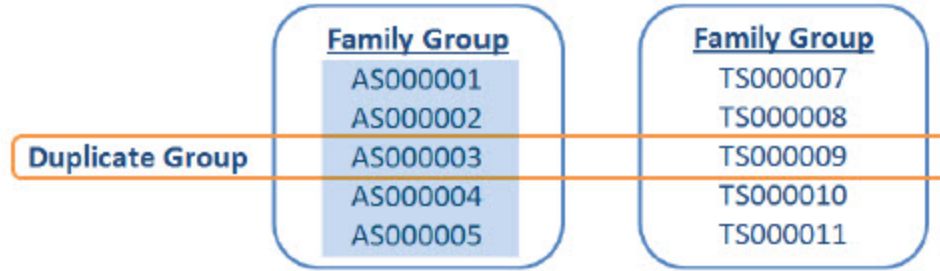 Family Group Family Group
AS000001 TS000007
AS000002 TS000008
Duplicate Group AS000003 TS000009
AS000004 TS000010
AS000005 TS000011